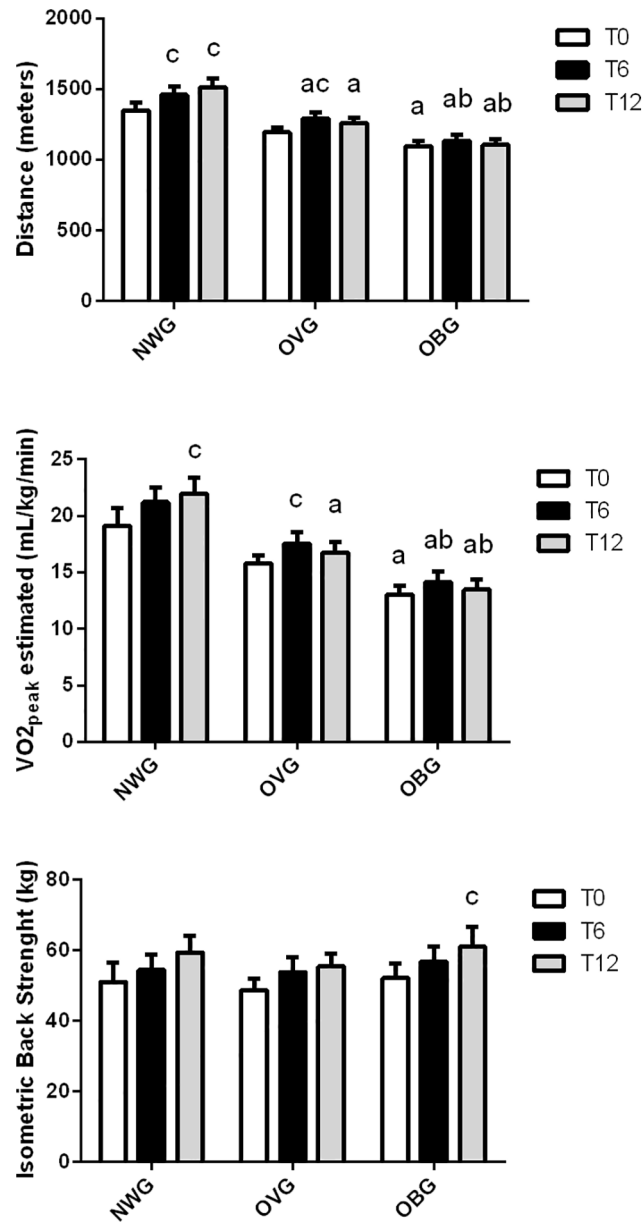 Distance (meters)
2000
1500
1000
500
0
c c ac a a ab ab
NWG OVG OBG
T0
T6
T12
VO2peak estimated (mL/kg/min)
25
20
15
10
5
0
c c a a ab ab
NWG OVG OBG
T0
T6
T12
Isometric Back Strenght (kg)
80
60
40
20
0
c
NWG OVG OBG
T0
T6
T12